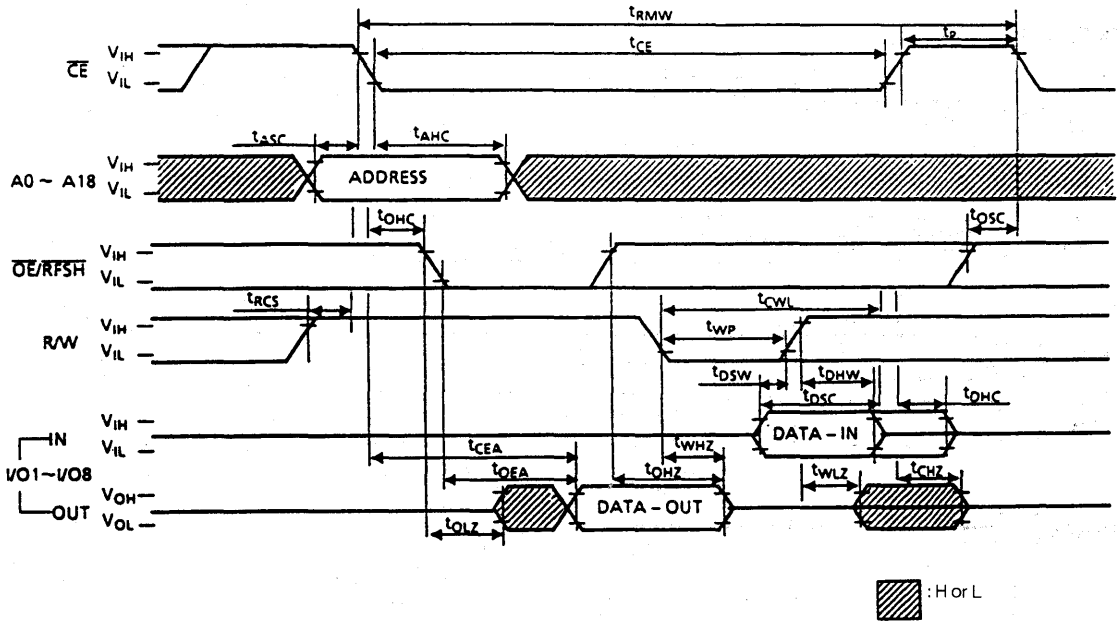 tRMW
tCE
tP
CE
VIH
VIL
tASC
tAHC
A0 ~ A18
VIH
VIL
ADDRESS
tOHC
tOSC
OE/RFSH
VIH
VIL
tRCS
tCWL
R/W
VIH
VIL
tWP
tDSW
tDHW
tDSC
tDHC
IN
VIH
VIL
DATA-IN
I/O1~I/O8
tCEA
tWHZ
tOEA
tOHZ
tWLZ
tCHZ
OUT
VOH
VOL
DATA-OUT
tOLZ
: H or L